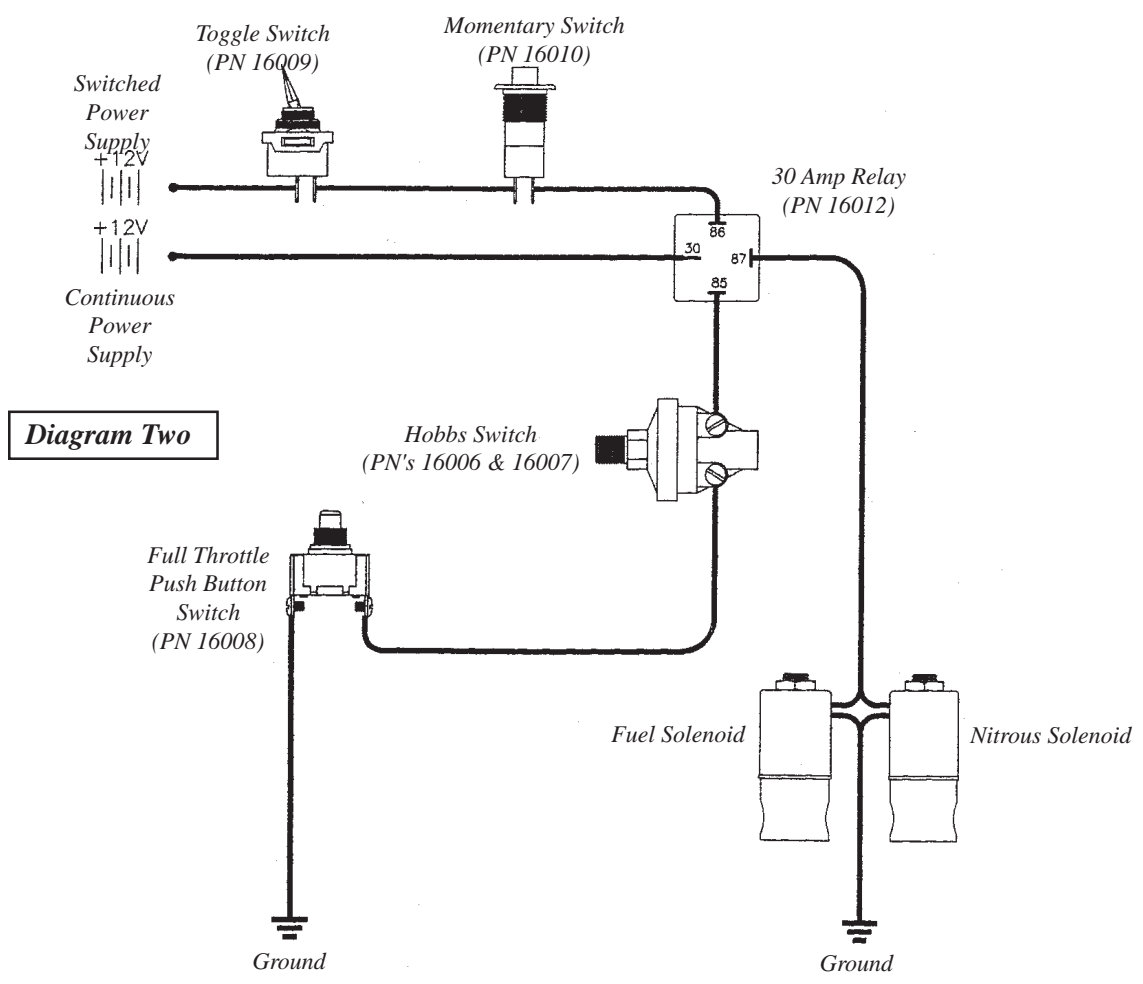 Toggle Switch
(PN 16009)
Momentary Switch
(PN 16010)
Switched
Power
Supply
+12V
+12V
Continuous
Power
Supply
30 Amp Relay
(PN 16012)
86
30
87
85
Diagram Two
Hobbs Switch
(PN's 16006 & 16007)
Full Throttle
Push Button
Switch
(PN 16008)
Fuel Solenoid
Nitrous Solenoid
Ground
Ground